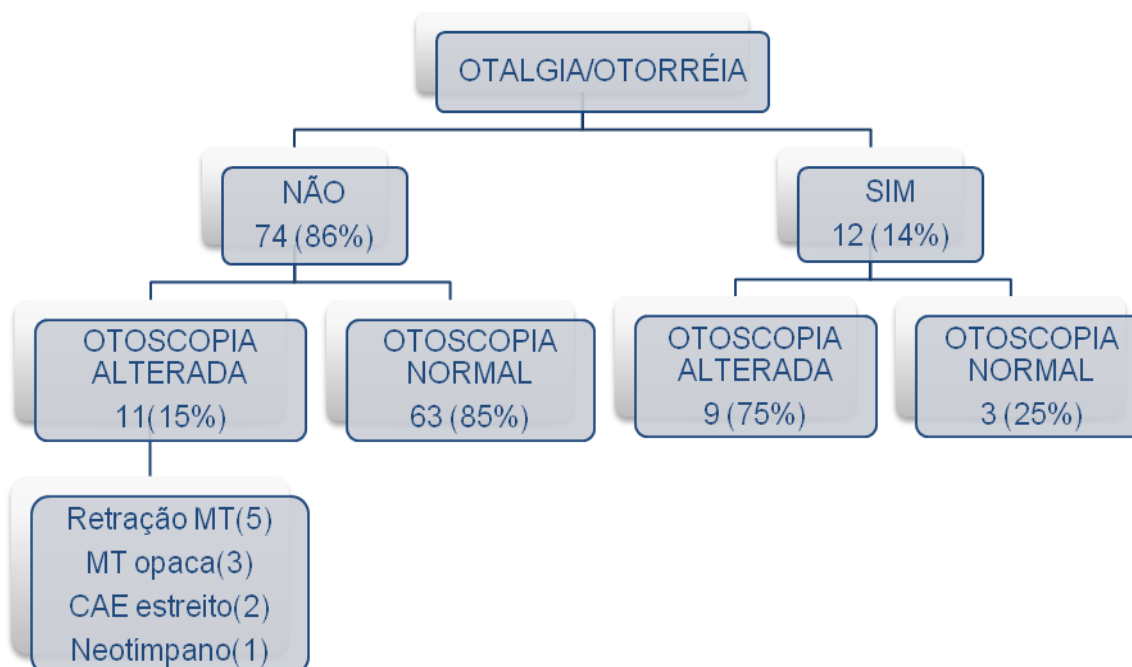 OTALGIA/OTORRÉIA
NÃO
74 (86%)
SIM
12 (14%)
OTOSCOPIA
ALTERADA
11(15%)
OTOSCOPIA
NORMAL
63 (85%)
OTOSCOPIA
ALTERADA
9 (75%)
OTOSCOPIA
NORMAL
3 (25%)
Retração MT(5)
MT opaca(3)
CAE estreito(2)
Neotímpano(1)